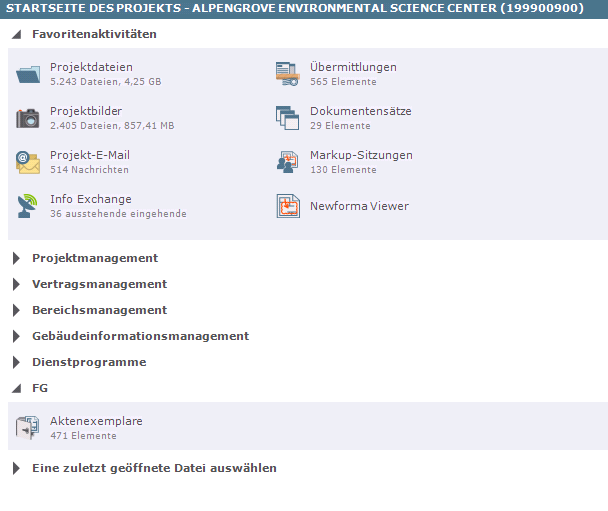 STARTSEITE DES PROJEKTS - ALPENGROVE ENVIRONMENTAL SCIENCE CENTER (199900900)
Favoritenaktivitäten
Projektdateien
5.243 Dateien, 4,25 GB
Übermittlungen
565 Elemente
Projektbilder
2.405 Dateien, 857,41 MB
Dokumentensätze
29 Elemente
Projekt-E-Mail
514 Nachrichten
Markup-Sitzungen
130 Elemente
Info Exchange
36 ausstehende eingehende
Newforma Viewer
Projektmanagement
Vertragsmanagement
Bereichsmanagement
Gebäudeinformationsmanagement
Dienstprogramme
FG
Aktenexemplare
471 Elemente
Eine zuletzt geöffnete Datei auswählen